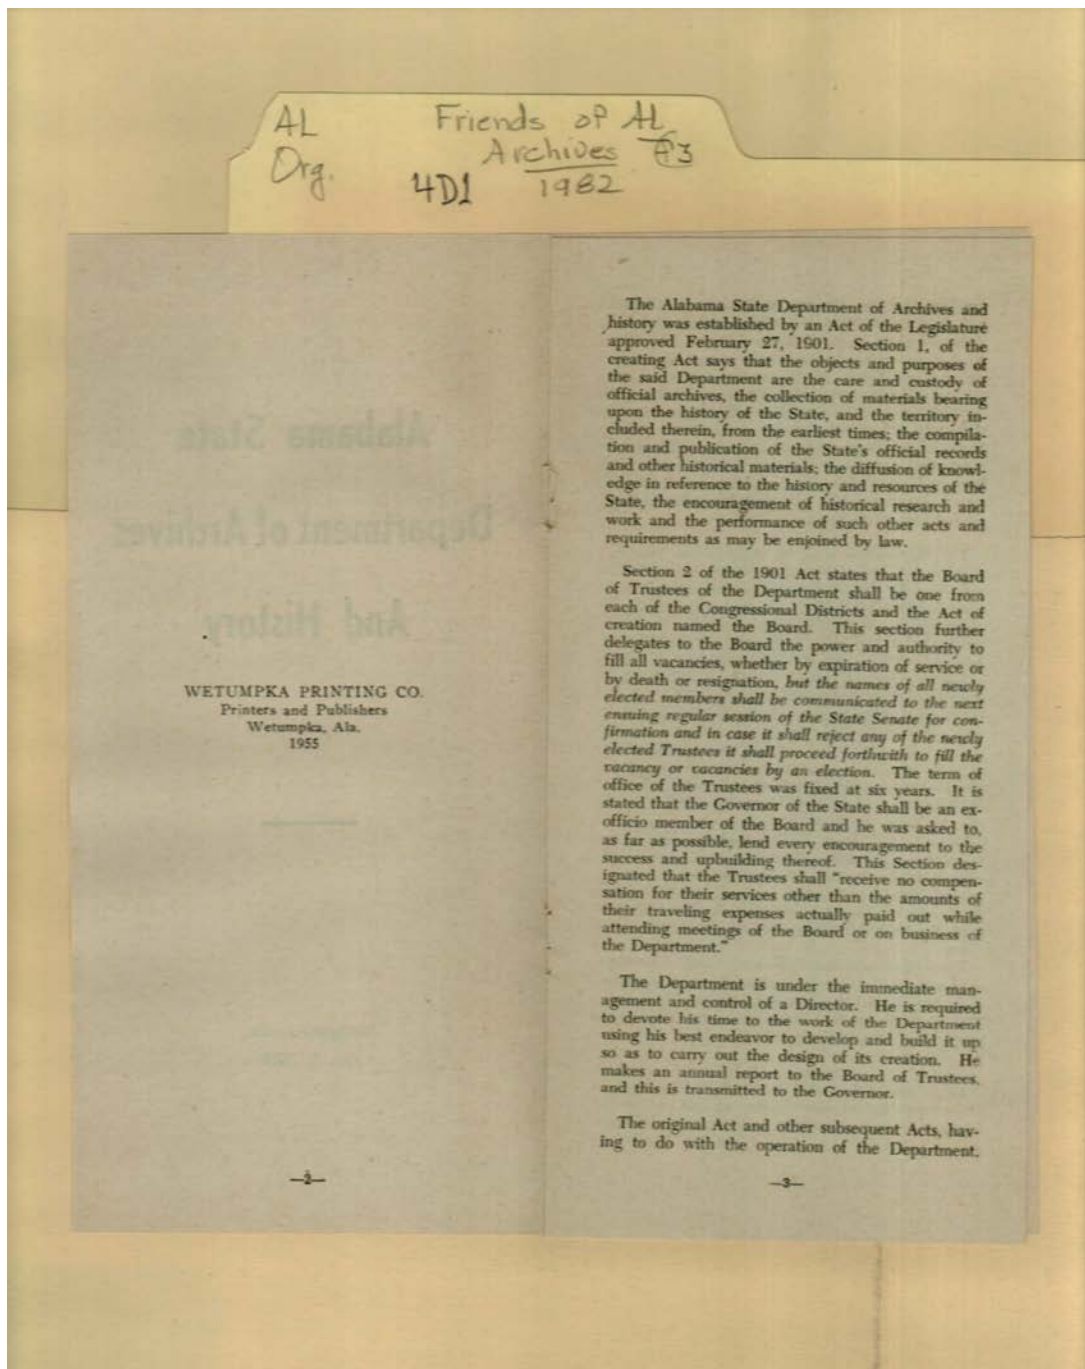 AL Friends of AL
Org. Archives
4D1 1982
WETUMPKA PRINTING CO.
Printers and Publishers
Wetumpka, Ala.
1955
—2—
The Alabama State Department of Archives and
history was established by an Act of the Legislature
approved February 27, 1901. Section 1, of the
creating Act says that the objects and purposes of
the said Department are the care and custody of
official archives, the collection of materials bearing
upon the history of the State, and the territory in-
cluded therein, from the earliest times; the compila-
tion and publication of the State's official records
and other historical materials; the diffusion of knowl-
edge in reference to the history and resources of the
State, the encouragement of historical research and
work and the performance of such other acts and
requirements as may be enjoined by law.
Section 2 of the 1901 Act states that the Board
of Trustees of the Department shall be one from
each of the Congressional Districts and the Act of
creation named the Board. This section further
delegates to the Board the power and authority to
fill all vacancies, whether by expiration of service or
by death or resignation, but the names of all newly
elected members shall be communicated to the next
ensuing regular session of the State Senate for con-
firmation and in case it shall reject any of the newly
elected Trustees it shall proceed forthwith to fill the
vacancy or vacancies by an election. The term of
office of the Trustees was fixed at six years. It is
stated that the Governor of the State shall be an ex-
officio member of the Board and he was asked to,
as far as possible, lend every encouragement to the
success and upbuilding thereof. This Section des-
ignated that the Trustees shall "receive no compen-
sation for their services other than the amounts of
their traveling expenses actually paid out while
attending meetings of the Board or on business of
the Department."
The Department is under the immediate man-
agement and control of a Director. He is required
to devote his time to the work of the Department
using his best endeavor to develop and build it up
so as to carry out the design of its creation. He
makes an annual report to the Board of Trustees,
and this is transmitted to the Governor.
The original Act and other subsequent Acts, hav-
ing to do with the operation of the Department,
—3—